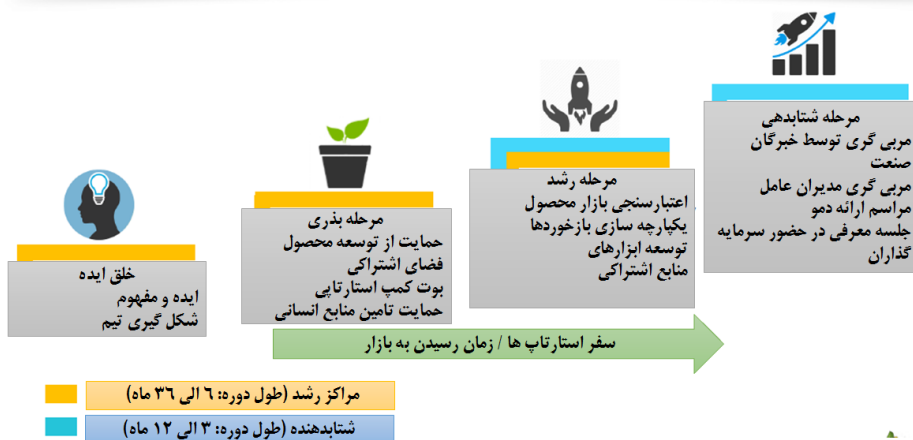 خلق ایده
ایده و مفهوم
شکل گیری تیم
مرحله بذری
حمایت از توسعه محصول
فضای اشتراکی
بوت کمپ استارتاپی
حمایت تامین منابع انسانی
مرحله رشد
اعتبارسنجی بازار محصول
یکپارچه سازی بازخوردها
توسعه ابزارهای
منابع اشتراکی
مرحله شتابدهی
مربی گری توسط خبرگان
صنعت
مربی گری مدیران عامل
مراسم ارائه دمو
جلسه معرفی در حضور سرمایه
گذاران
سفر استارتاپ ها / زمان رسیدن به بازار
مراکز رشد (طول دوره: ۶ الی ۳۶ ماه)
شتابدهنده (طول دوره: ۳ الی ۱۲ ماه)